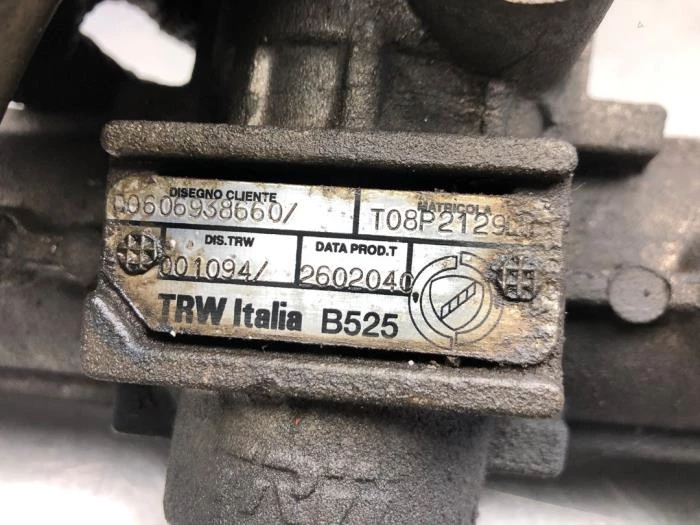 DISEGNO CLIENTE MATRICOLA
00606938660/ T08P2129
DIS.TRW DATA PROD.T
001094/ 2602040
TRW Italia B525